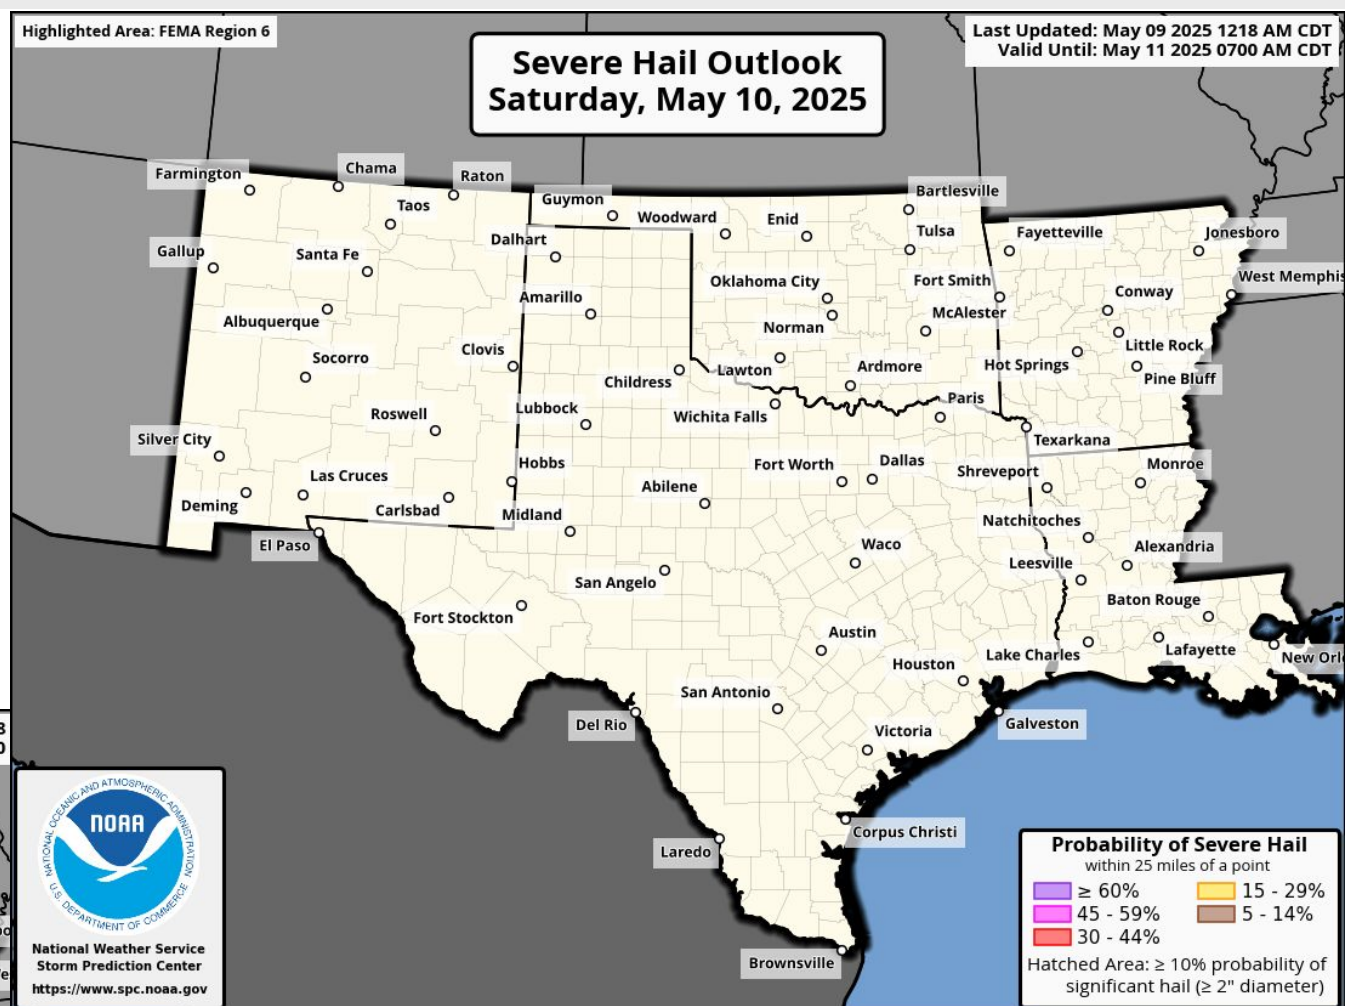 Highlighted Area: FEMA Region 6
Severe Hail Outlook
Saturday, May 10, 2025
Last Updated: May 09 2025 1218 AM CDT
Valid Until: May 11 2025 0700 AM CDT
Farmington
Chama
Raton
Taos
Guymon
Woodward
Enid
Bartlesville
Tulsa
Fayetteville
Jonesboro
Gallup
Santa Fe
Dalhart
Oklahoma City
Fort Smith
West Memphis
Amarillo
Albuquerque
Norman
McAlester
Conway
Little Rock
Socorro
Clovis
Childress
Lawton
Ardmore
Hot Springs
Pine Bluff
Roswell
Lubbock
Wichita Falls
Paris
Texarkana
Silver City
Las Cruces
Hobbs
Abilene
Fort Worth
Dallas
Shreveport
Monroe
Deming
Carlsbad
Midland
Natchitoches
El Paso
San Angelo
Waco
Leesville
Alexandria
Fort Stockton
Austin
Baton Rouge
Houston
Lake Charles
Lafayette
New Orl
San Antonio
Del Rio
Victoria
Galveston
Laredo
Corpus Christi
Brownsville
8
0
NATIONAL OCEANIC AND ATMOSPHERIC ADMINISTRATION
NOAA
U.S. DEPARTMENT OF COMMERCE
National Weather Service
Storm Prediction Center
https://www.spc.noaa.gov
Probability of Severe Hail
within 25 miles of a point
≥ 60%
15 - 29%
45 - 59%
5 - 14%
30 - 44%
Hatched Area: ≥ 10% probability of
significant hail (≥ 2" diameter)